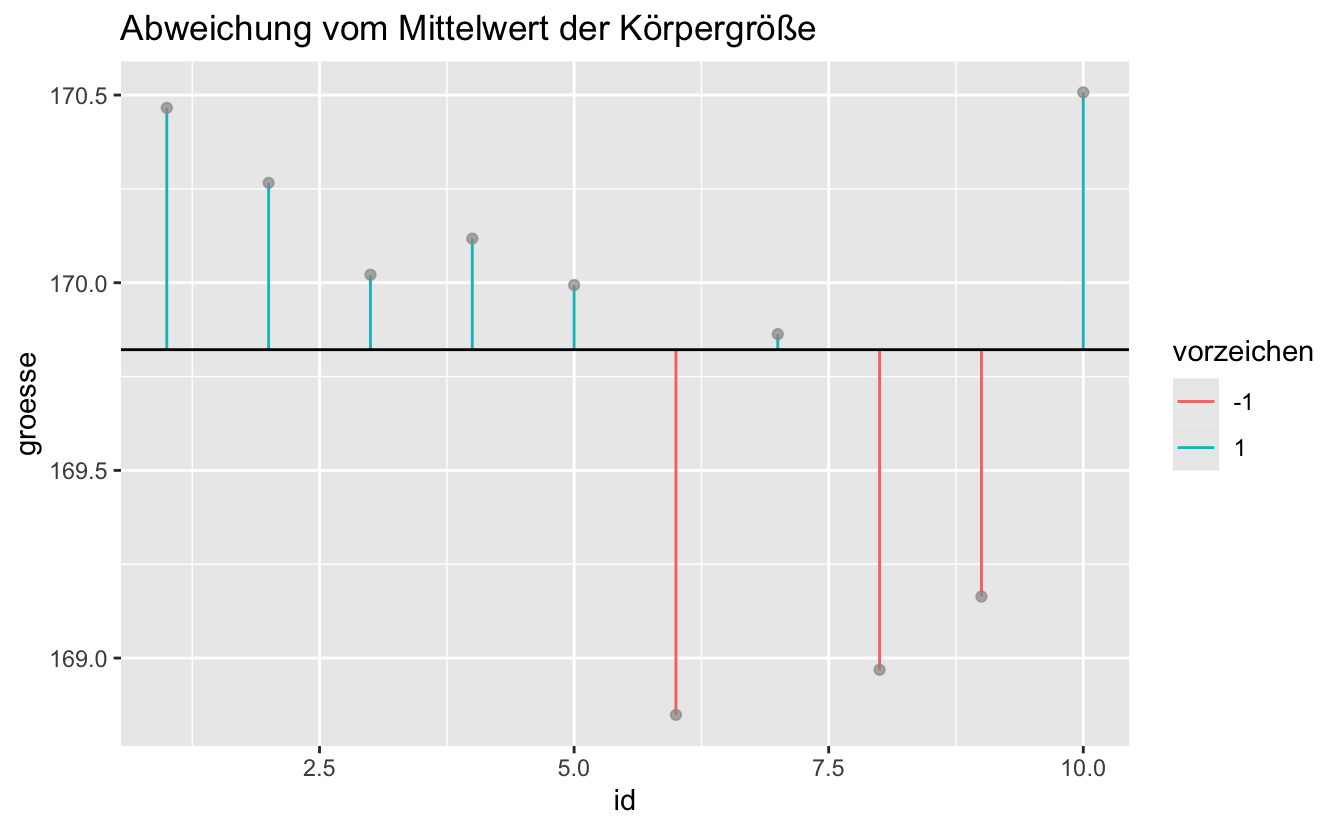 Abweichung vom Mittelwert der Körpergröße
170.5
170.0
169.5
169.0
groesse
2.5
5.0
7.5
10.0
id
vorzeichen
-1
1